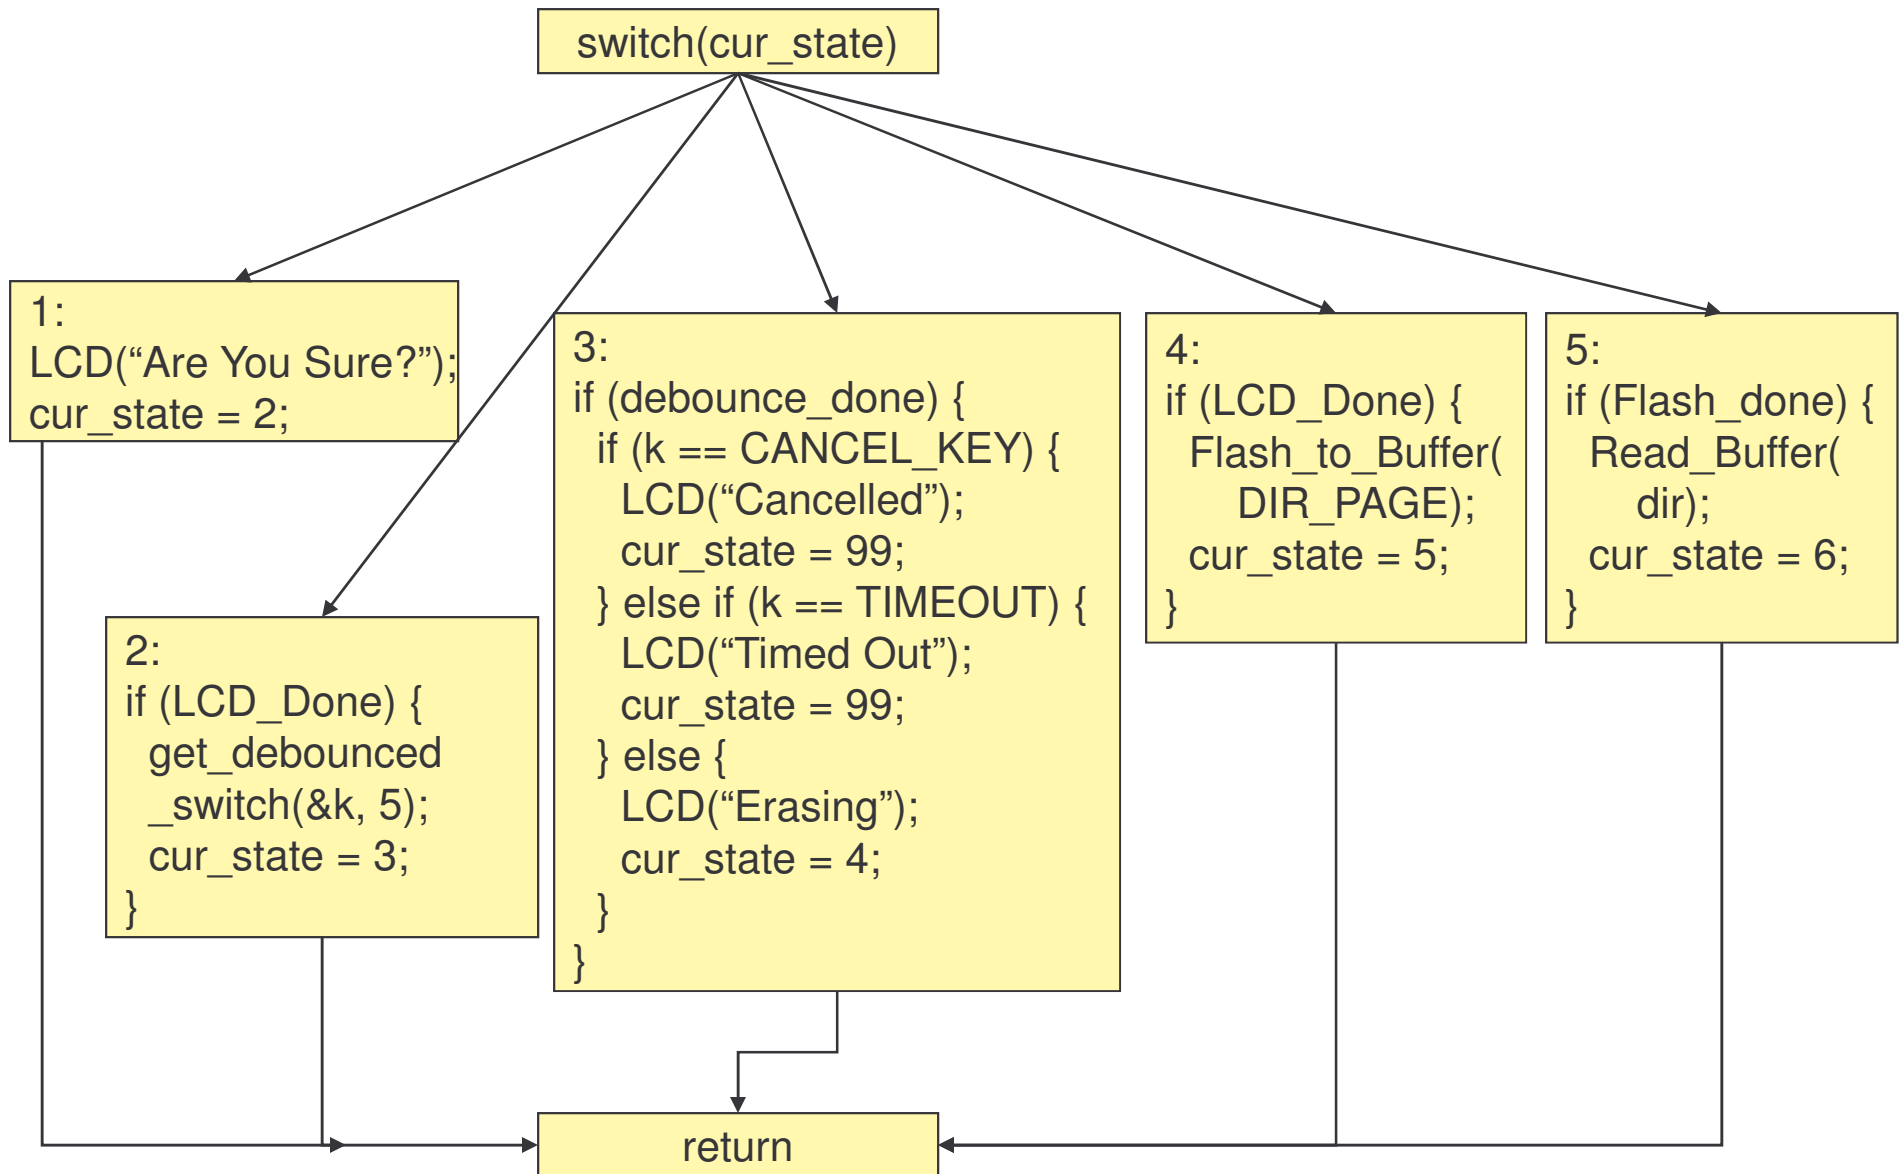 switch(cur_state)
1:
LCD(“Are You Sure?”);
cur_state = 2;
2:
if (LCD_Done) {
get_debounced
_switch(&k, 5);
cur_state = 3;
}
3:
if (debounce_done) {
if (k == CANCEL_KEY) {
LCD(“Cancelled”);
cur_state = 99;
} else if (k == TIMEOUT) {
LCD(“Timed Out”);
cur_state = 99;
} else {
LCD(“Erasing”);
cur_state = 4;
}
}
4:
if (LCD_Done) {
Flash_to_Buffer(
DIR_PAGE);
cur_state = 5;
}
5:
if (Flash_done) {
Read_Buffer(
dir);
cur_state = 6;
}
return